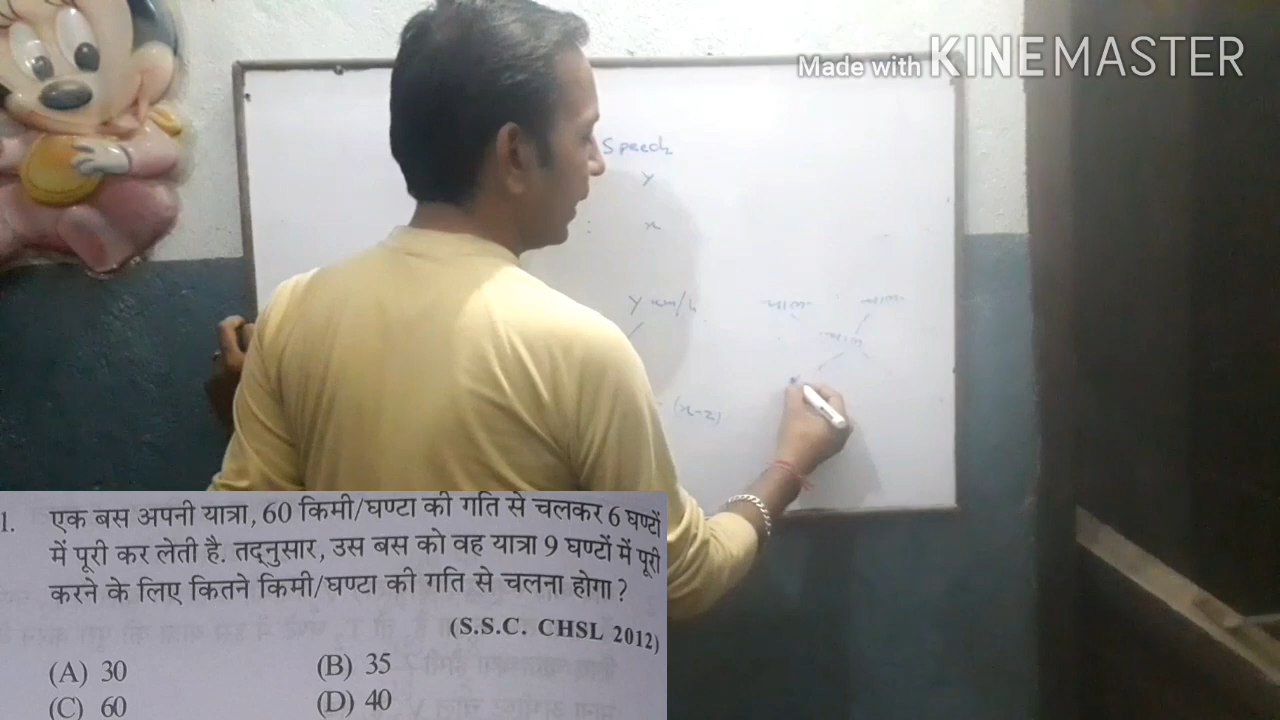 Made with KINEMASTER
Speed
y
x
y km/h
चाल चाल
चाल
(x-2)
1. एक बस अपनी यात्रा, 60 किमी/घण्टा की गति से चलकर 6 घण्टों
में पूरी कर लेती है. तद्नुसार, उस बस को वह यात्रा 9 घण्टों में पूरी
करने के लिए कितने किमी/घण्टा की गति से चलना होगा ?
(S.S.C. CHSL 2012)
(A) 30 (B) 35
(C) 60 (D) 40